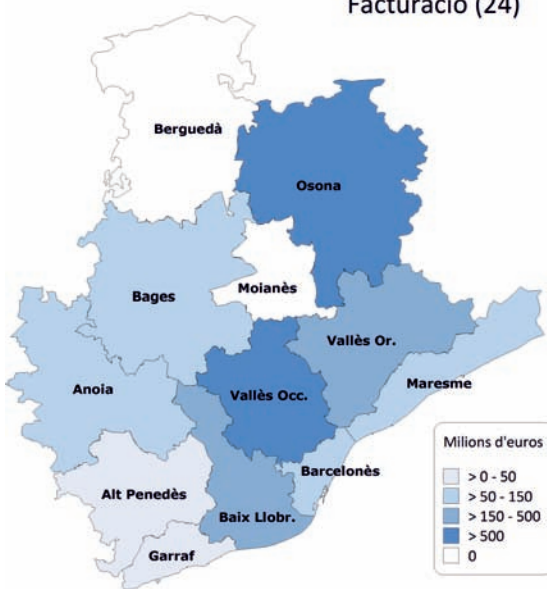 Facturació (24)
Berguedà
Osona
Bages
Moianès
Vallès Or.
Anoia
Vallès Occ.
Maresme
Barcelonès
Alt Penedès
Baix Llobr.
Garraf
Milions d'euros
> 0 - 50
> 50 - 150
> 150 - 500
> 500
0